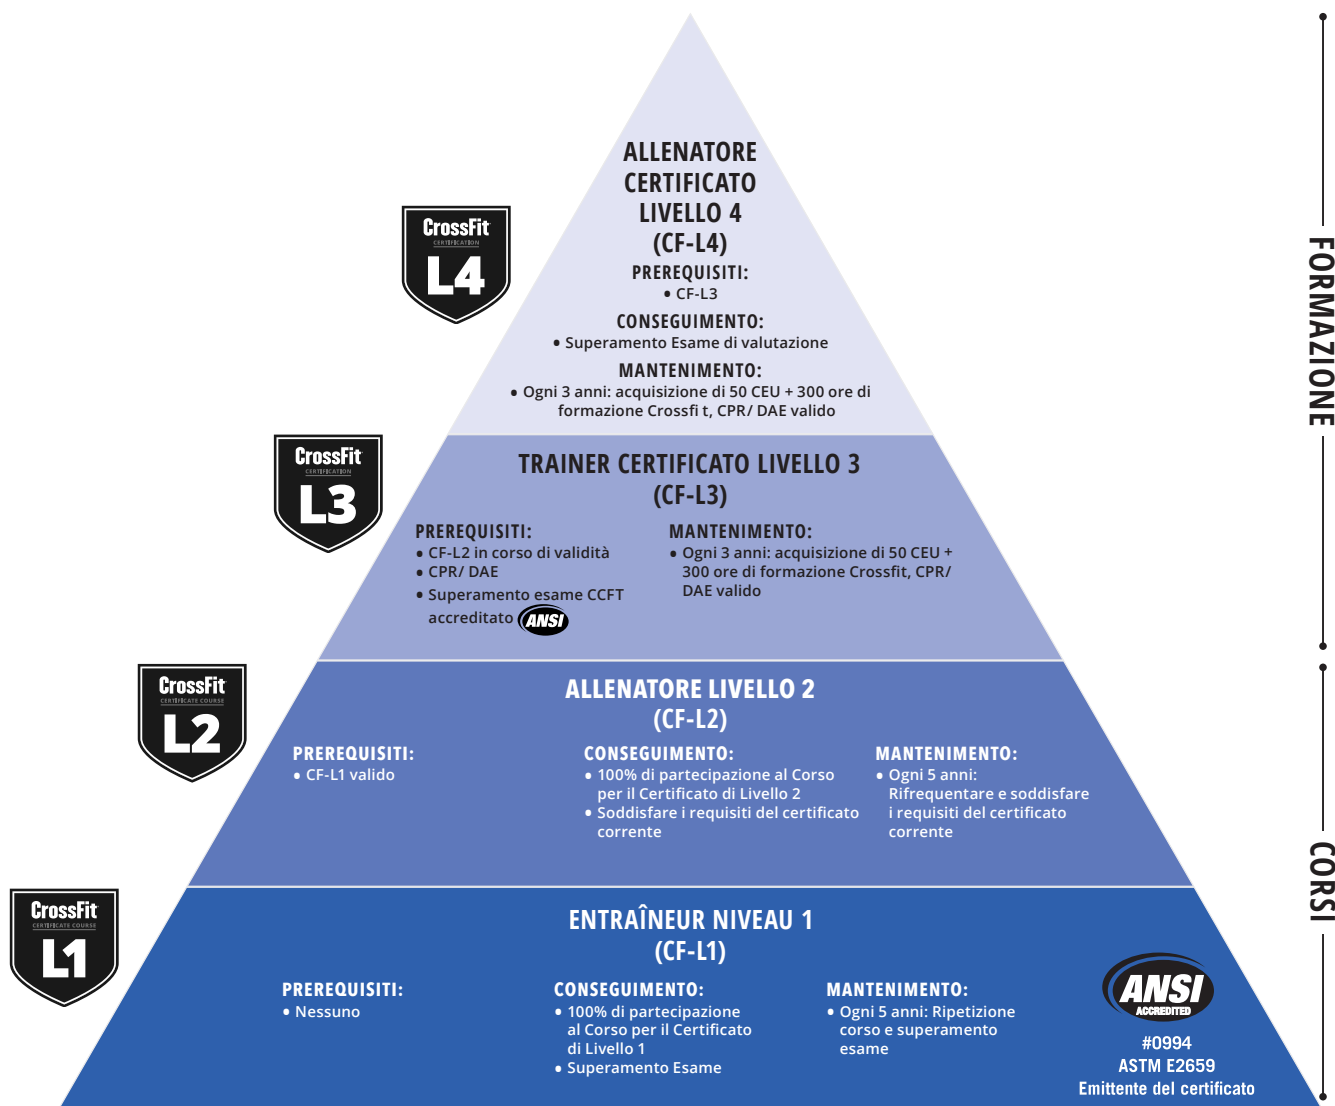 ALLENATORE
CERTIFICATO
LIVELLO 4
(CF-L4)
PREREQUISITI:
• CF-L3
CONSEGUIMENTO:
• Superamento Esame di valutazione
MANTENIMENTO:
• Ogni 3 anni: acquisizione di 50 CEU + 300 ore di
formazione Crossfi t, CPR/ DAE valido
CrossFit
CERTIFICATION
L4
TRAINER CERTIFICATO LIVELLO 3
(CF-L3)
PREREQUISITI:
• CF-L2 in corso di validità
• CPR/ DAE
• Superamento esame CCFT
accreditato ANSI
MANTENIMENTO:
• Ogni 3 anni: acquisizione di 50 CEU +
300 ore di formazione Crossfit, CPR/
DAE valido
CrossFit
CERTIFICATION
L3
FORMAZIONE
ALLENATORE LIVELLO 2
(CF-L2)
PREREQUISITI:
• CF-L1 valido
CONSEGUIMENTO:
• 100% di partecipazione al Corso
per il Certificato di Livello 2
• Soddisfare i requisiti del certificato
corrente
MANTENIMENTO:
• Ogni 5 anni:
Rifrequentare e soddisfare
i requisiti del certificato
corrente
CrossFit
CERTIFICATE COURSE
L2
ENTRAÎNEUR NIVEAU 1
(CF-L1)
PREREQUISITI:
• Nessuno
CONSEGUIMENTO:
• 100% di partecipazione
al Corso per il Certificato
di Livello 1
• Superamento Esame
MANTENIMENTO:
• Ogni 5 anni: Ripetizione
corso e superamento
esame
CrossFit
CERTIFICATE COURSE
L1
ANSI
ACCREDITED
#0994
ASTM E2659
Emittente del certificato
CORSI